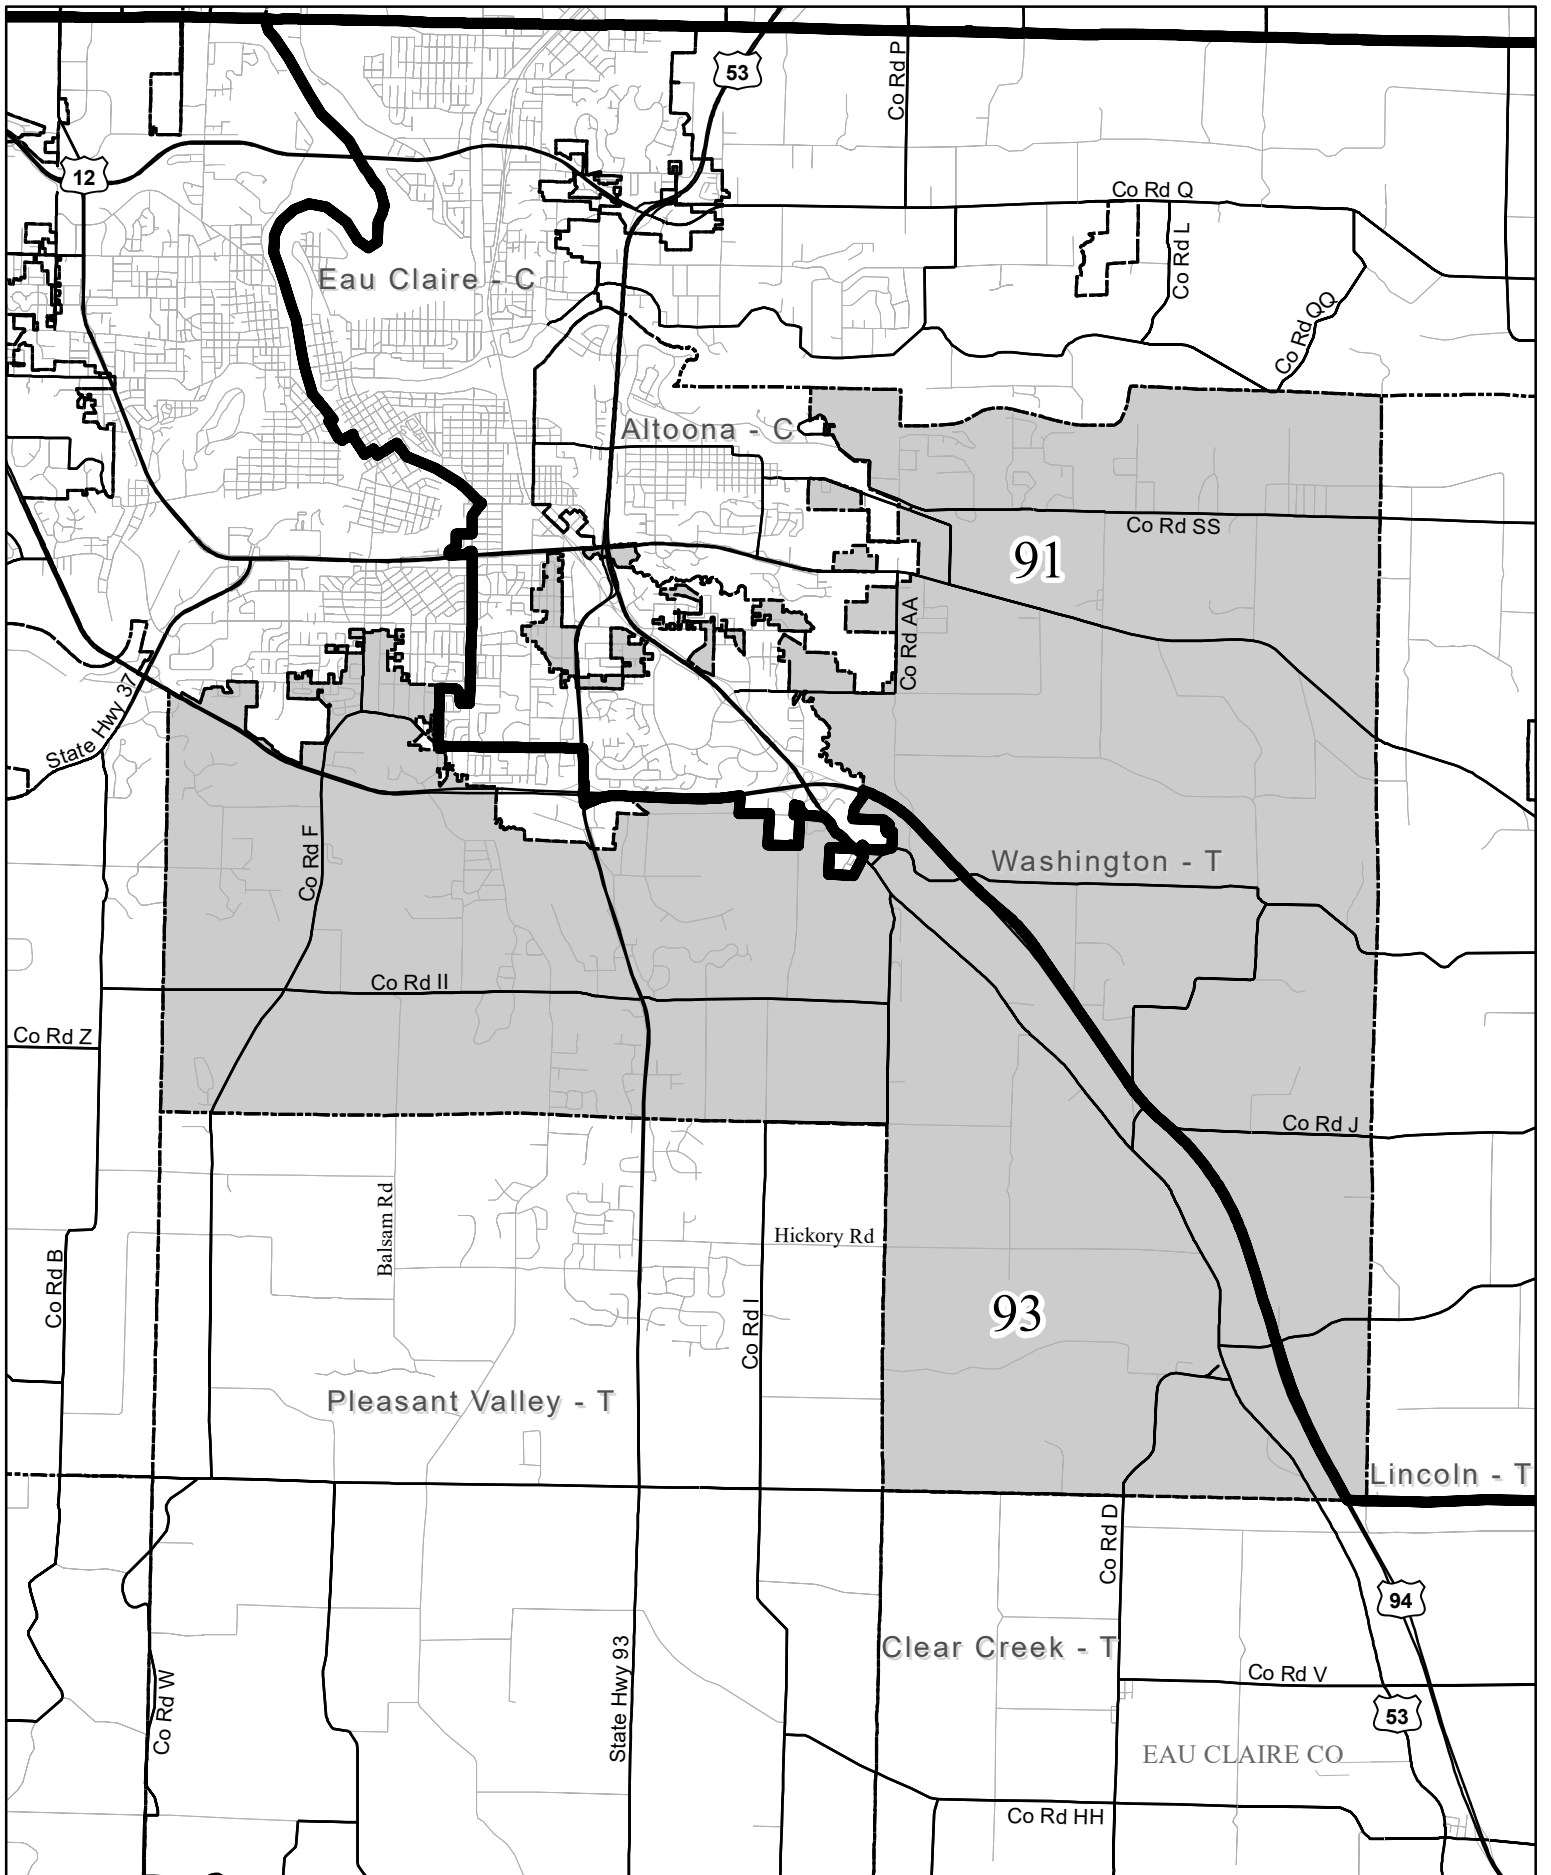 53
Co Rd P
12
Co Rd Q
Co Rd L
Eau Claire - C
Co Rd QQ
Altoona - C
Co Rd SS
91
Co Rd AA
State Hwy 37
Co Rd F
Washington - T
Co Rd II
Co Rd Z
Co Rd J
Balsam Rd
Hickory Rd
Co Rd B
Co Rd I
93
Pleasant Valley - T
Lincoln - T
Co Rd D
94
Clear Creek - T
State Hwy 93
Co Rd V
Co Rd W
53
EAU CLAIRE CO
Co Rd HH